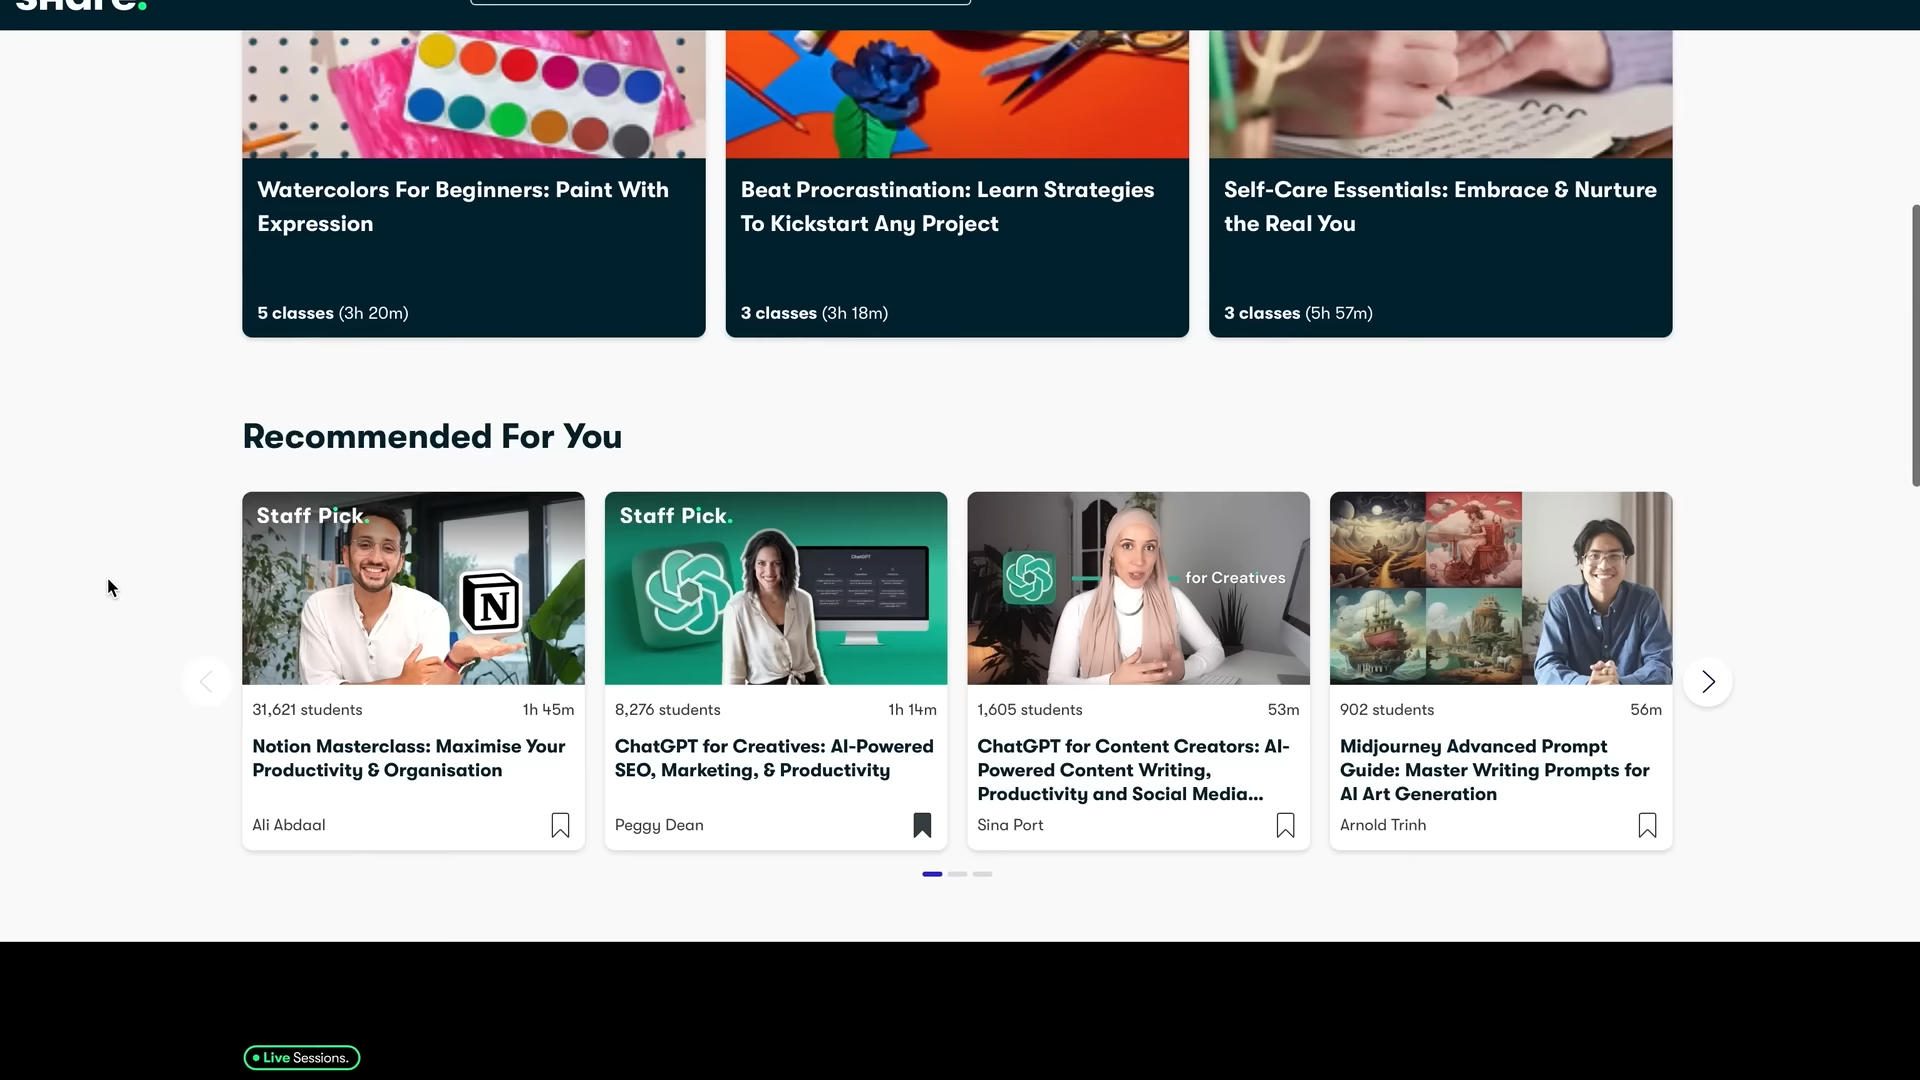 share.
Watercolors For Beginners: Paint With
Expression
5 classes (3h 20m)
Beat Procrastination: Learn Strategies
To Kickstart Any Project
3 classes (3h 18m)
Self-Care Essentials: Embrace & Nurture
the Real You
3 classes (5h 57m)
Recommended For You
Staff Pick.
N
31,621 students 1h 45m
Notion Masterclass: Maximise Your
Productivity & Organisation
Ali Abdaal
Staff Pick.
ChatGPT
8,276 students 1h 14m
ChatGPT for Creatives: AI-Powered
SEO, Marketing, & Productivity
Peggy Dean
for Creatives
1,605 students 53m
ChatGPT for Content Creators: AI-
Powered Content Writing,
Productivity and Social Media...
Sina Port
902 students 56m
Midjourney Advanced Prompt
Guide: Master Writing Prompts for
AI Art Generation
Arnold Trinh
Live Sessions.